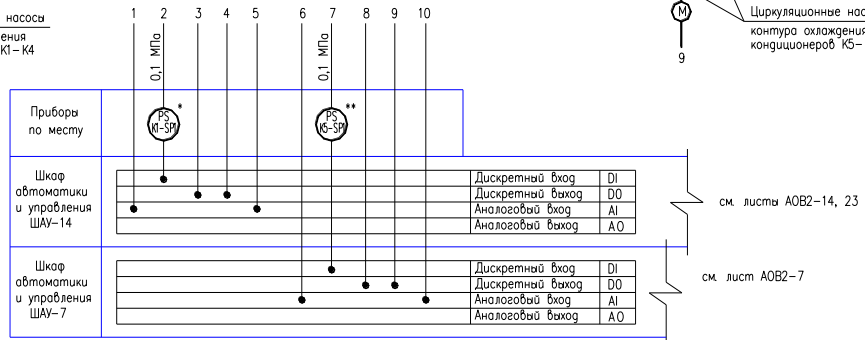 насосы
ения
К1-К4
1 2 3 4 5 6 7 8 9 10
0,1 МПа
0,1 МПа
М
9
Циркуляционные нас
контура охлаждения
кондиционеров К5-
Приборы
по месту
PS
К1-SP1
*
PS
К5-SP1
**
Шкаф
автоматики
и управления
ШАУ-14
Дискретный вход DI
Дискретный выход DO
Аналоговый вход AI
Аналоговый выход AO
см. листы АОВ2-14, 23
Шкаф
автоматики
и управления
ШАУ-7
Дискретный вход DI
Дискретный выход DO
Аналоговый вход AI
Аналоговый выход AO
см. лист АОВ2-7